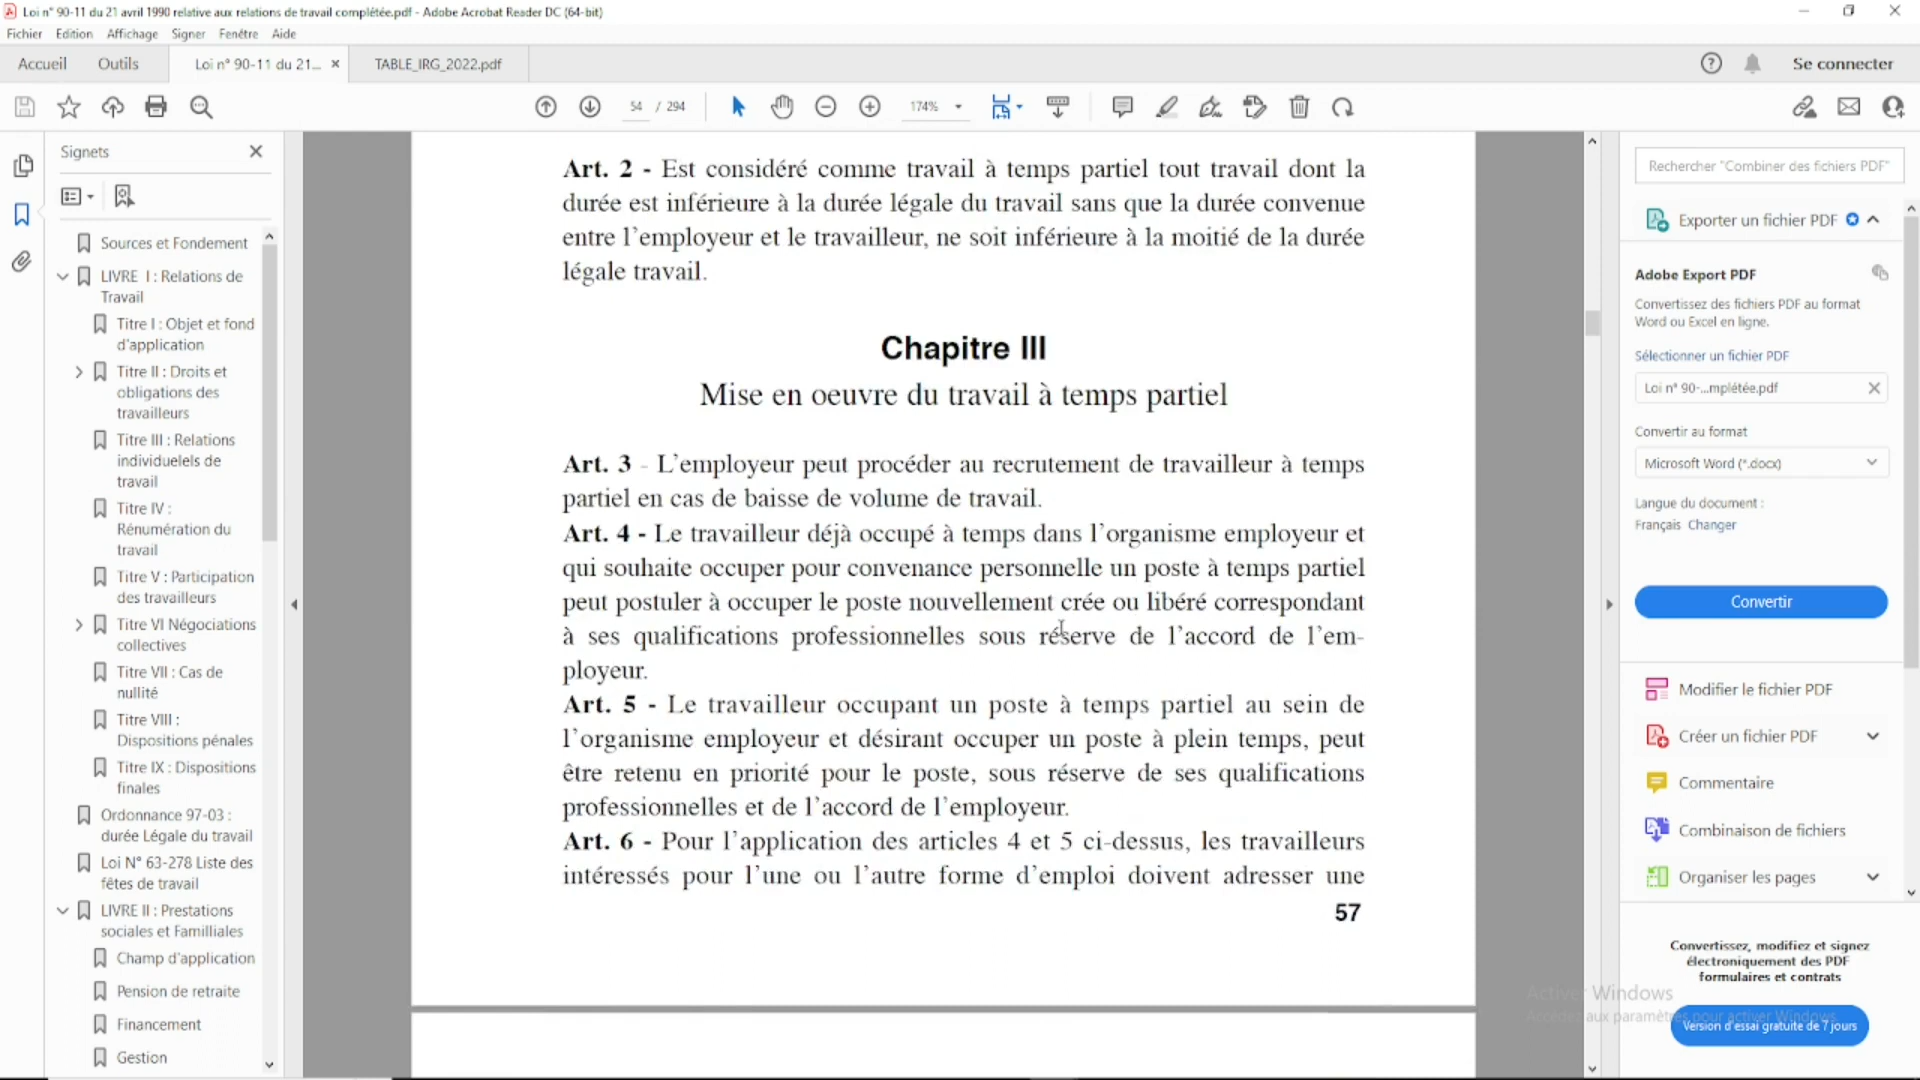 Loi n° 90-11 du 21 avril 1990 relative aux relations de travail complétée.pdf - Adobe Acrobat Reader DC (64-bit)
Fichier Edition Affichage Signer Fenêtre Aide
Accueil Outils Loi n° 90-11 du 21... × TABLE_IRG_2022.pdf Se connecter
54 / 294 174%
Signets
Sources et Fondement
LIVRE I : Relations de
Travail
Titre I : Objet et fond
d'application
Titre II : Droits et
obligations des
travailleurs
Titre III : Relations
individuelels de
travail
Titre IV :
Rénumération du
travail
Titre V : Participation
des travailleurs
Titre VI Négociations
collectives
Titre VII : Cas de
nullité
Titre VIII :
Dispositions pénales
Titre IX : Dispositions
finales
Ordonnance 97-03 :
durée Légale du travail
Loi N° 63-278 Liste des
fêtes de travail
LIVRE II : Prestations
sociales et Familliales
Champ d'application
Pension de retraite
Financement
Gestion
Art. 2 - Est considéré comme travail à temps partiel tout travail dont la
durée est inférieure à la durée légale du travail sans que la durée convenue
entre l'employeur et le travailleur, ne soit inférieure à la moitié de la durée
légale travail.
Chapitre III
Mise en oeuvre du travail à temps partiel
Art. 3 - L'employeur peut procéder au recrutement de travailleur à temps
partiel en cas de baisse de volume de travail.
Art. 4 - Le travailleur déjà occupé à temps dans l'organisme employeur et
qui souhaite occuper pour convenance personnelle un poste à temps partiel
peut postuler à occuper le poste nouvellement crée ou libéré correspondant
à ses qualifications professionnelles sous réserve de l'accord de l'em-
ployeur.
Art. 5 - Le travailleur occupant un poste à temps partiel au sein de
l'organisme employeur et désirant occuper un poste à plein temps, peut
être retenu en priorité pour le poste, sous réserve de ses qualifications
professionnelles et de l'accord de l'employeur.
Art. 6 - Pour l'application des articles 4 et 5 ci-dessus, les travailleurs
intéressés pour l'une ou l'autre forme d'emploi doivent adresser une
57
Rechercher "Combiner des fichiers PDF"
Exporter un fichier PDF
Adobe Export PDF
Convertissez des fichiers PDF au format
Word ou Excel en ligne.
Sélectionner un fichier PDF
Loi n° 90-...mplétée.pdf
Convertir au format
Microsoft Word (*.docx)
Langue du document :
Français Changer
Convertir
Modifier le fichier PDF
Créer un fichier PDF
Commentaire
Combinaison de fichiers
Organiser les pages
Convertissez, modifiez et signez
électroniquement des PDF
formulaires et contrats
Activer Windows
Accédez aux paramètres pour activer Windows.
Version d'essai gratuite de 7 jours